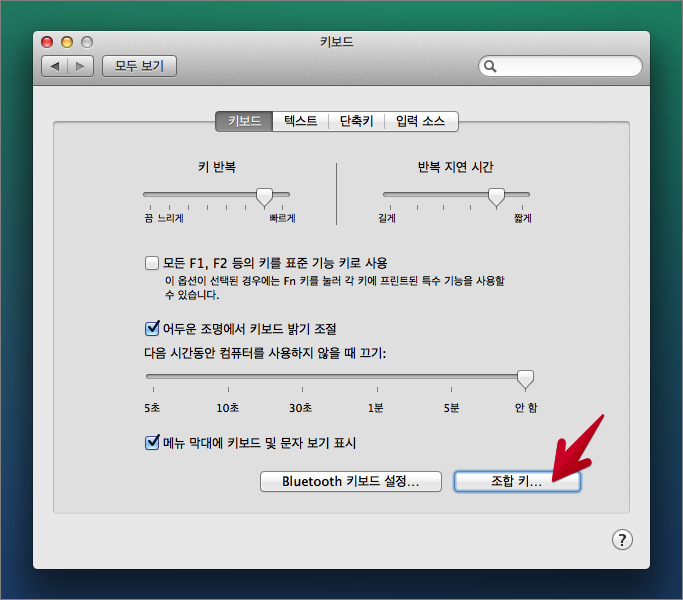 키보드
모두 보기
키보드 텍스트 단축키 입력 소스
키 반복
반복 지연 시간
끔 느리게 빠르게
길게 짧게
모든 F1, F2 등의 키를 표준 기능 키로 사용
이 옵션이 선택된 경우에는 Fn 키를 눌러 각 키에 프린트된 특수 기능을 사용할
수 있습니다.
어두운 조명에서 키보드 밝기 조절
다음 시간동안 컴퓨터를 사용하지 않을 때 끄기:
5초 10초 30초 1분 5분 안 함
메뉴 막대에 키보드 및 문자 보기 표시
Bluetooth 키보드 설정... 조합 키...
?